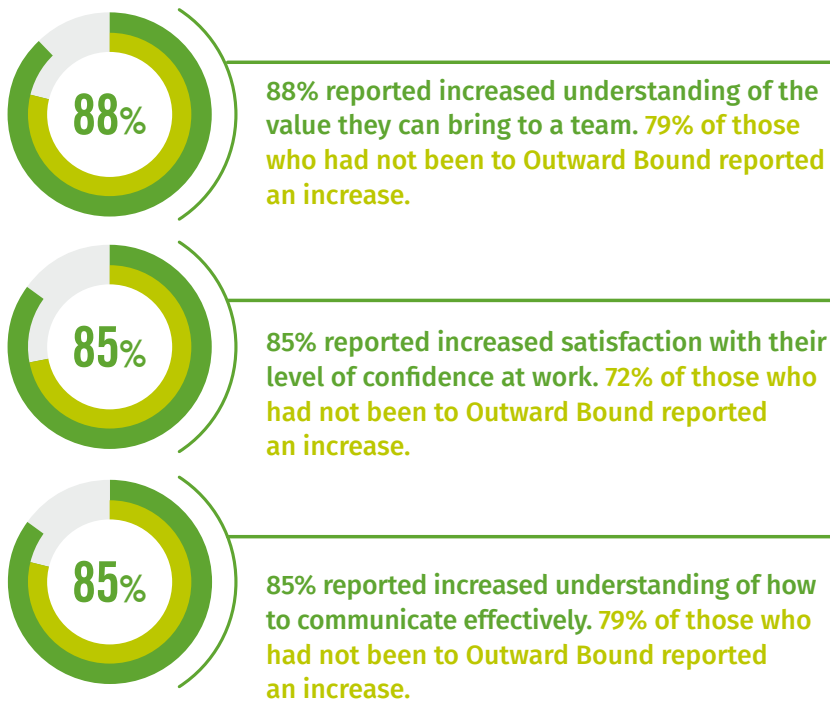 88%
88% reported increased understanding of the
value they can bring to a team. 79% of those
who had not been to Outward Bound reported
an increase.
85%
85% reported increased satisfaction with their
level of confidence at work. 72% of those who
had not been to Outward Bound reported
an increase.
85%
85% reported increased understanding of how
to communicate effectively. 79% of those who
had not been to Outward Bound reported
an increase.